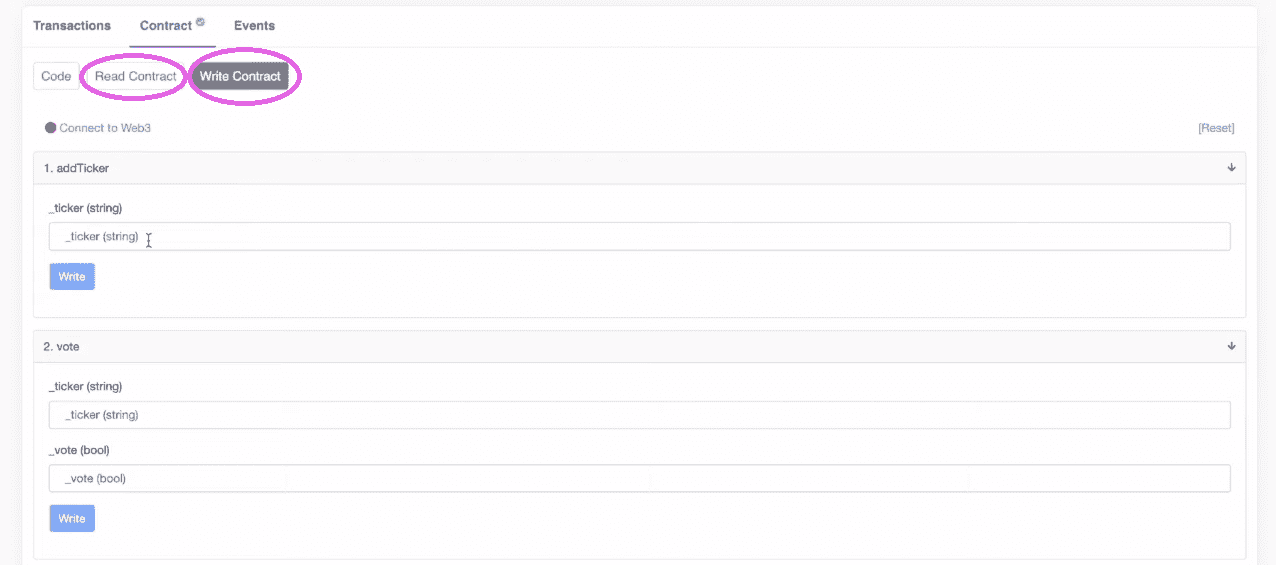 Transactions Contract Events
Code Read Contract Write Contract
Connect to Web3 [Reset]
1. addTicker
_ticker (string)
_ticker (string)
Write
2. vote
_ticker (string)
_ticker (string)
_vote (bool)
_vote (bool)
Write